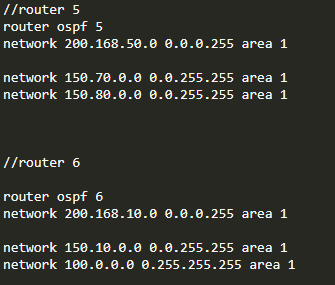 //router 5
router ospf 5
network 200.168.50.0 0.0.0.255 area 1
network 150.70.0.0 0.0.255.255 area 1
network 150.80.0.0 0.0.255.255 area 1
//router 6
router ospf 6
network 200.168.10.0 0.0.0.255 area 1
network 150.10.0.0 0.0.255.255 area 1
network 100.0.0.0 0.255.255.255 area 1